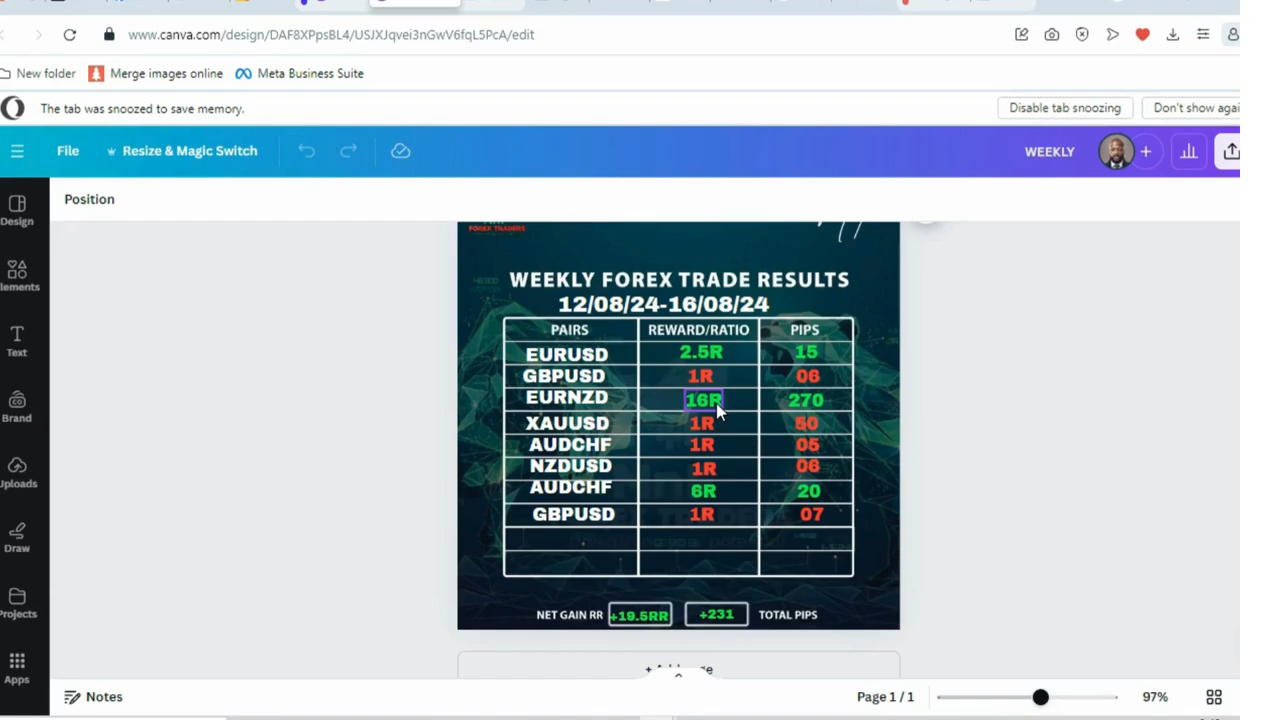 www.canva.com/design/DAF8XPpsBL4/USJXJqvei3nGwV6fqL5PcA/edit
New folder
Merge images online
Meta Business Suite
The tab was snoozed to save memory.
Disable tab snoozing
Don't show agai
File
Resize & Magic Switch
WEEKLY
Position
Design
lements
Text
Brand
Uploads
Draw
Projects
Apps
FOREX TRADERS
WEEKLY FOREX TRADE RESULTS
12/08/24-16/08/24
PAIRS REWARD/RATIO PIPS
EURUSD 2.5R 15
GBPUSD 1R 06
EURNZD 16R 270
XAUUSD 1R 50
AUDCHF 1R 05
NZDUSD 1R 06
AUDCHF 6R 20
GBPUSD 1R 07
NET GAIN RR +19.5RR +231 TOTAL PIPS
Notes
Page 1 / 1
97%